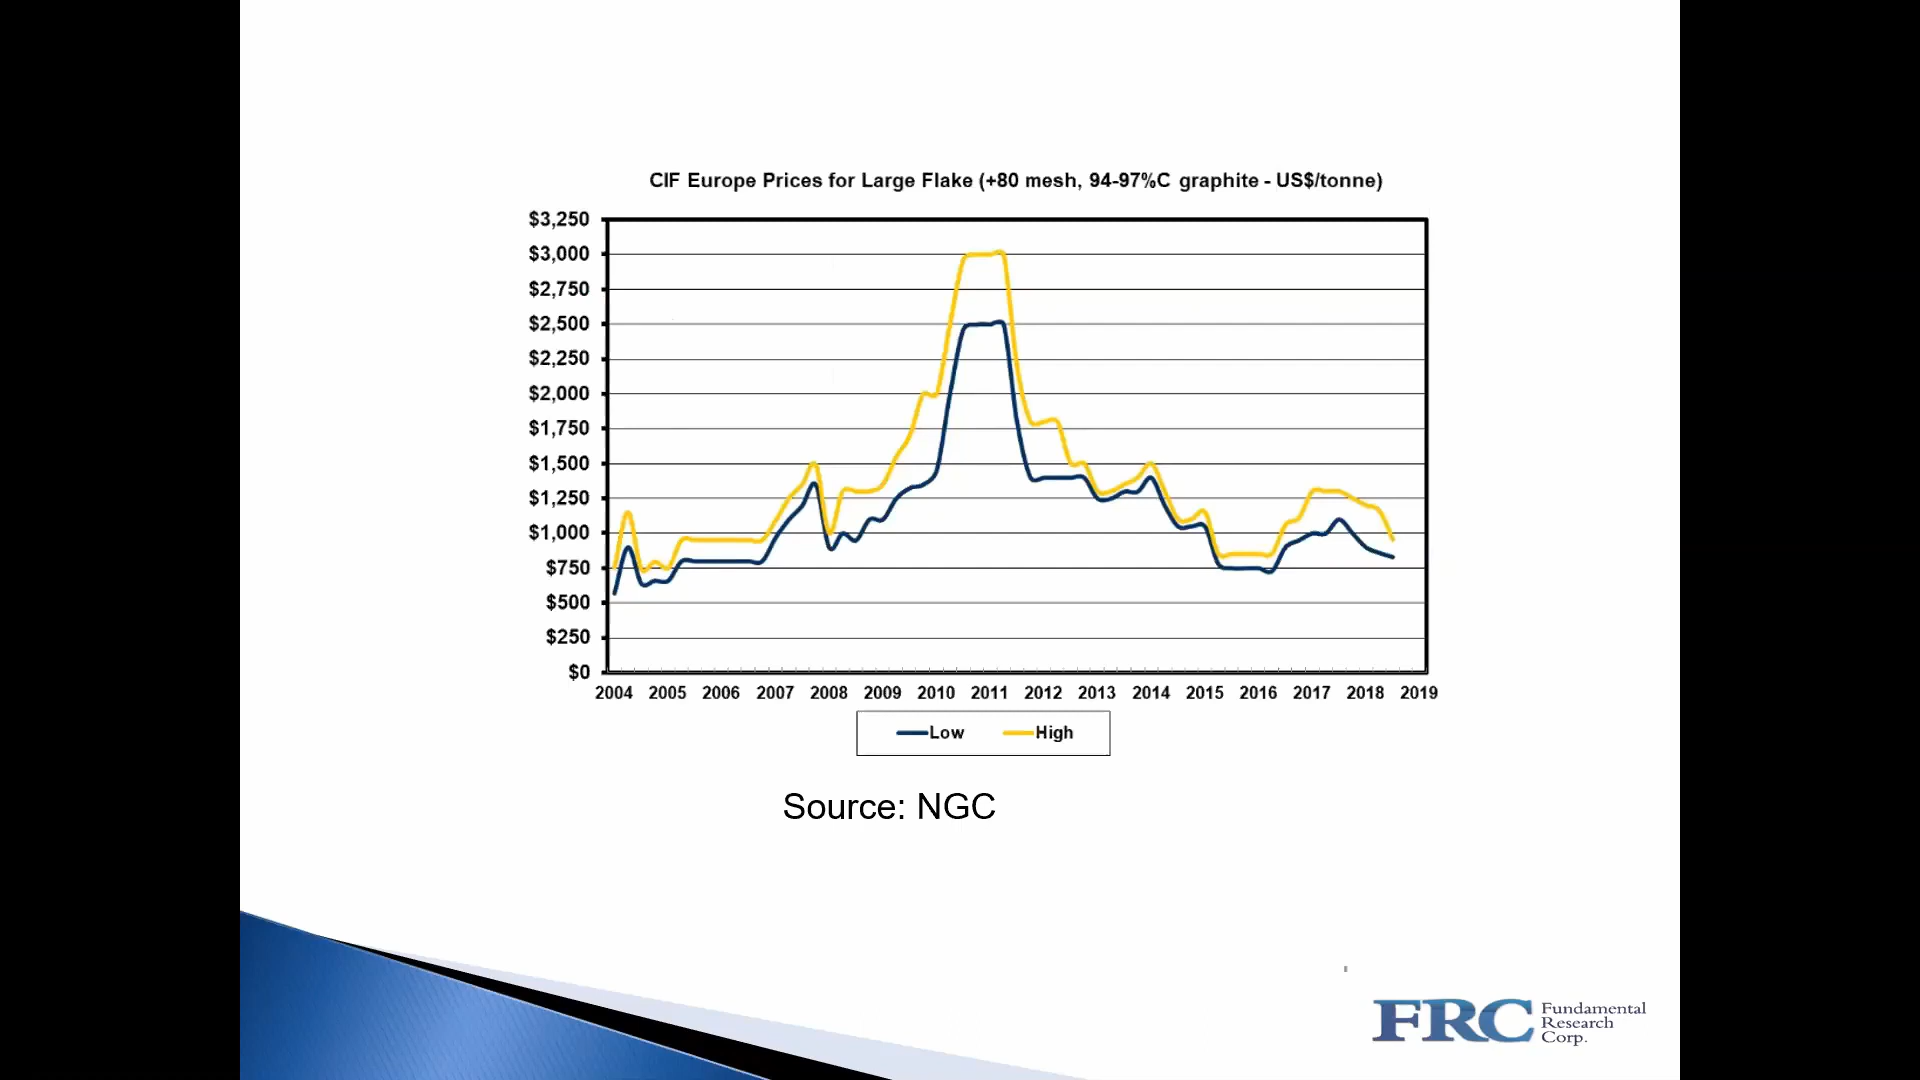 CIF Europe Prices for Large Flake (+80 mesh, 94-97%C graphite - US$/tonne)
$3,250
$3,000
$2,750
$2,500
$2,250
$2,000
$1,750
$1,500
$1,250
$1,000
$750
$500
$250
$0
2004 2005 2006 2007 2008 2009 2010 2011 2012 2013 2014 2015 2016 2017 2018 2019
Low High
Source: NGC
FRC
Fundamental
Research
Corp.